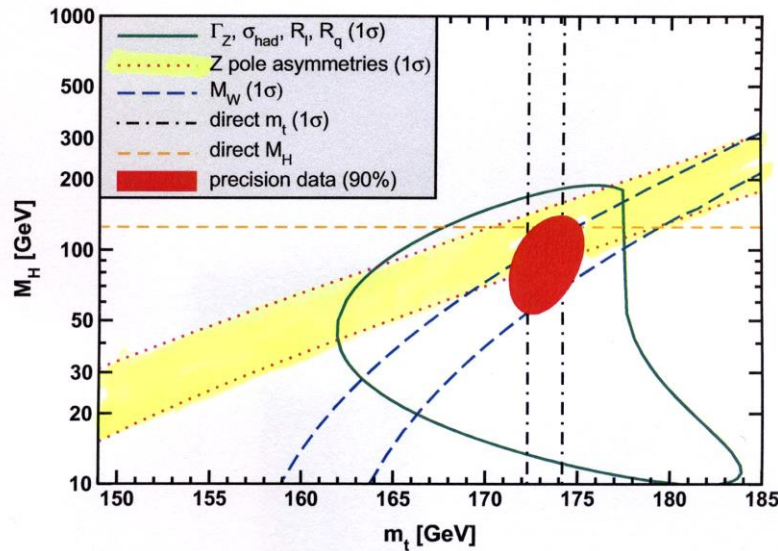 Γ_Z, σ_had, R_l, R_q (1σ)
Z pole asymmetries (1σ)
M_W (1σ)
direct m_t (1σ)
direct M_H
precision data (90%)
1000
500
300
200
100
50
30
20
10
M_H [GeV]
150 155 160 165 170 175 180 185
m_t [GeV]